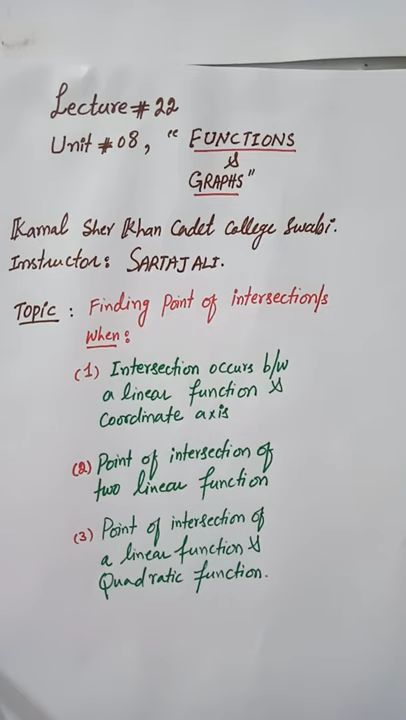 Lecture # 22
Unit # 08, "FUNCTIONS
&
GRAPHS"
Karnal Sher Khan Cadet College Swabi.
Instructor: SARTAJ ALI.
Topic: Finding Point of intersection/s
When:
(1) Intersection occurs b/w
a linear function &
Coordinate axis
(2) Point of intersection of
two linear function
(3) Point of intersection of
a linear function &
Quadratic function.